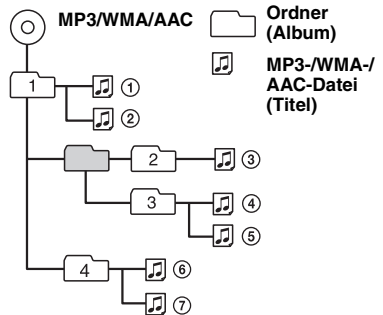 MP3/WMA/AAC
Ordner
(Album)
MP3-/WMA-/
AAC-Datei
(Titel)
1
①
②
2
③
3
④
⑤
4
⑥
⑦